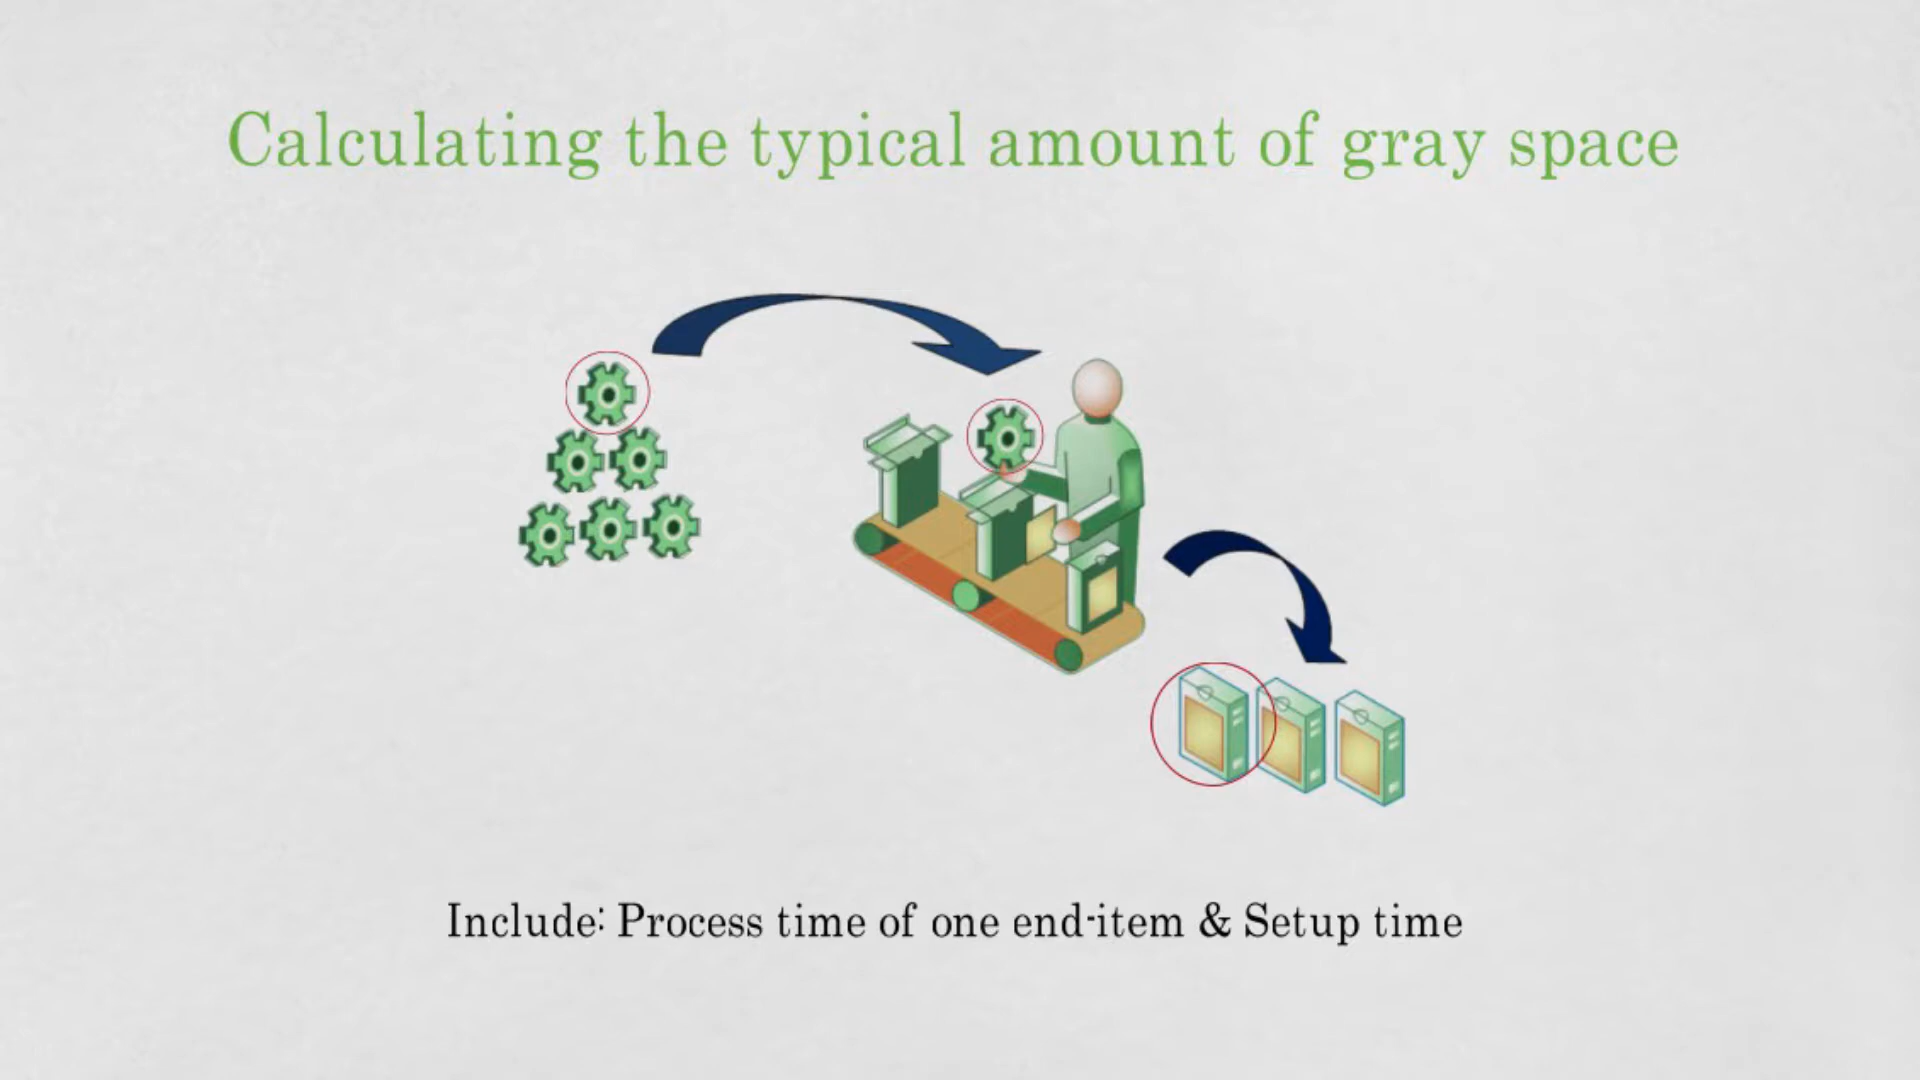 Calculating the typical amount of gray space
Include: Process time of one end-item & Setup time